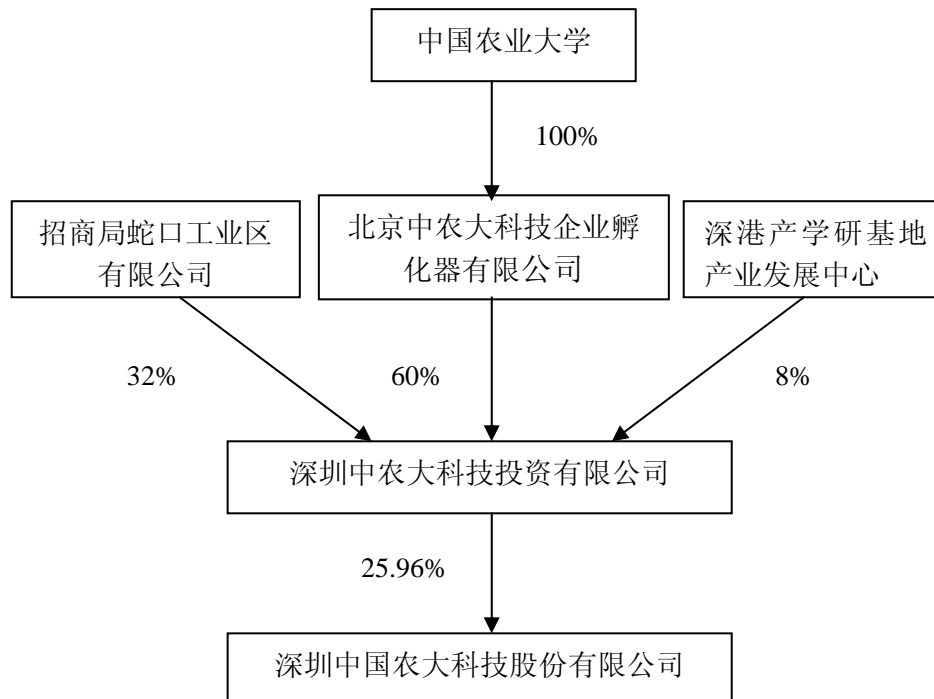 中国农业大学
100%
招商局蛇口工业区
有限公司
北京中农大科技企业孵
化器有限公司
深港产学研基地
产业发展中心
32%
60%
8%
深圳中农大科技投资有限公司
25.96%
深圳中国农大科技股份有限公司